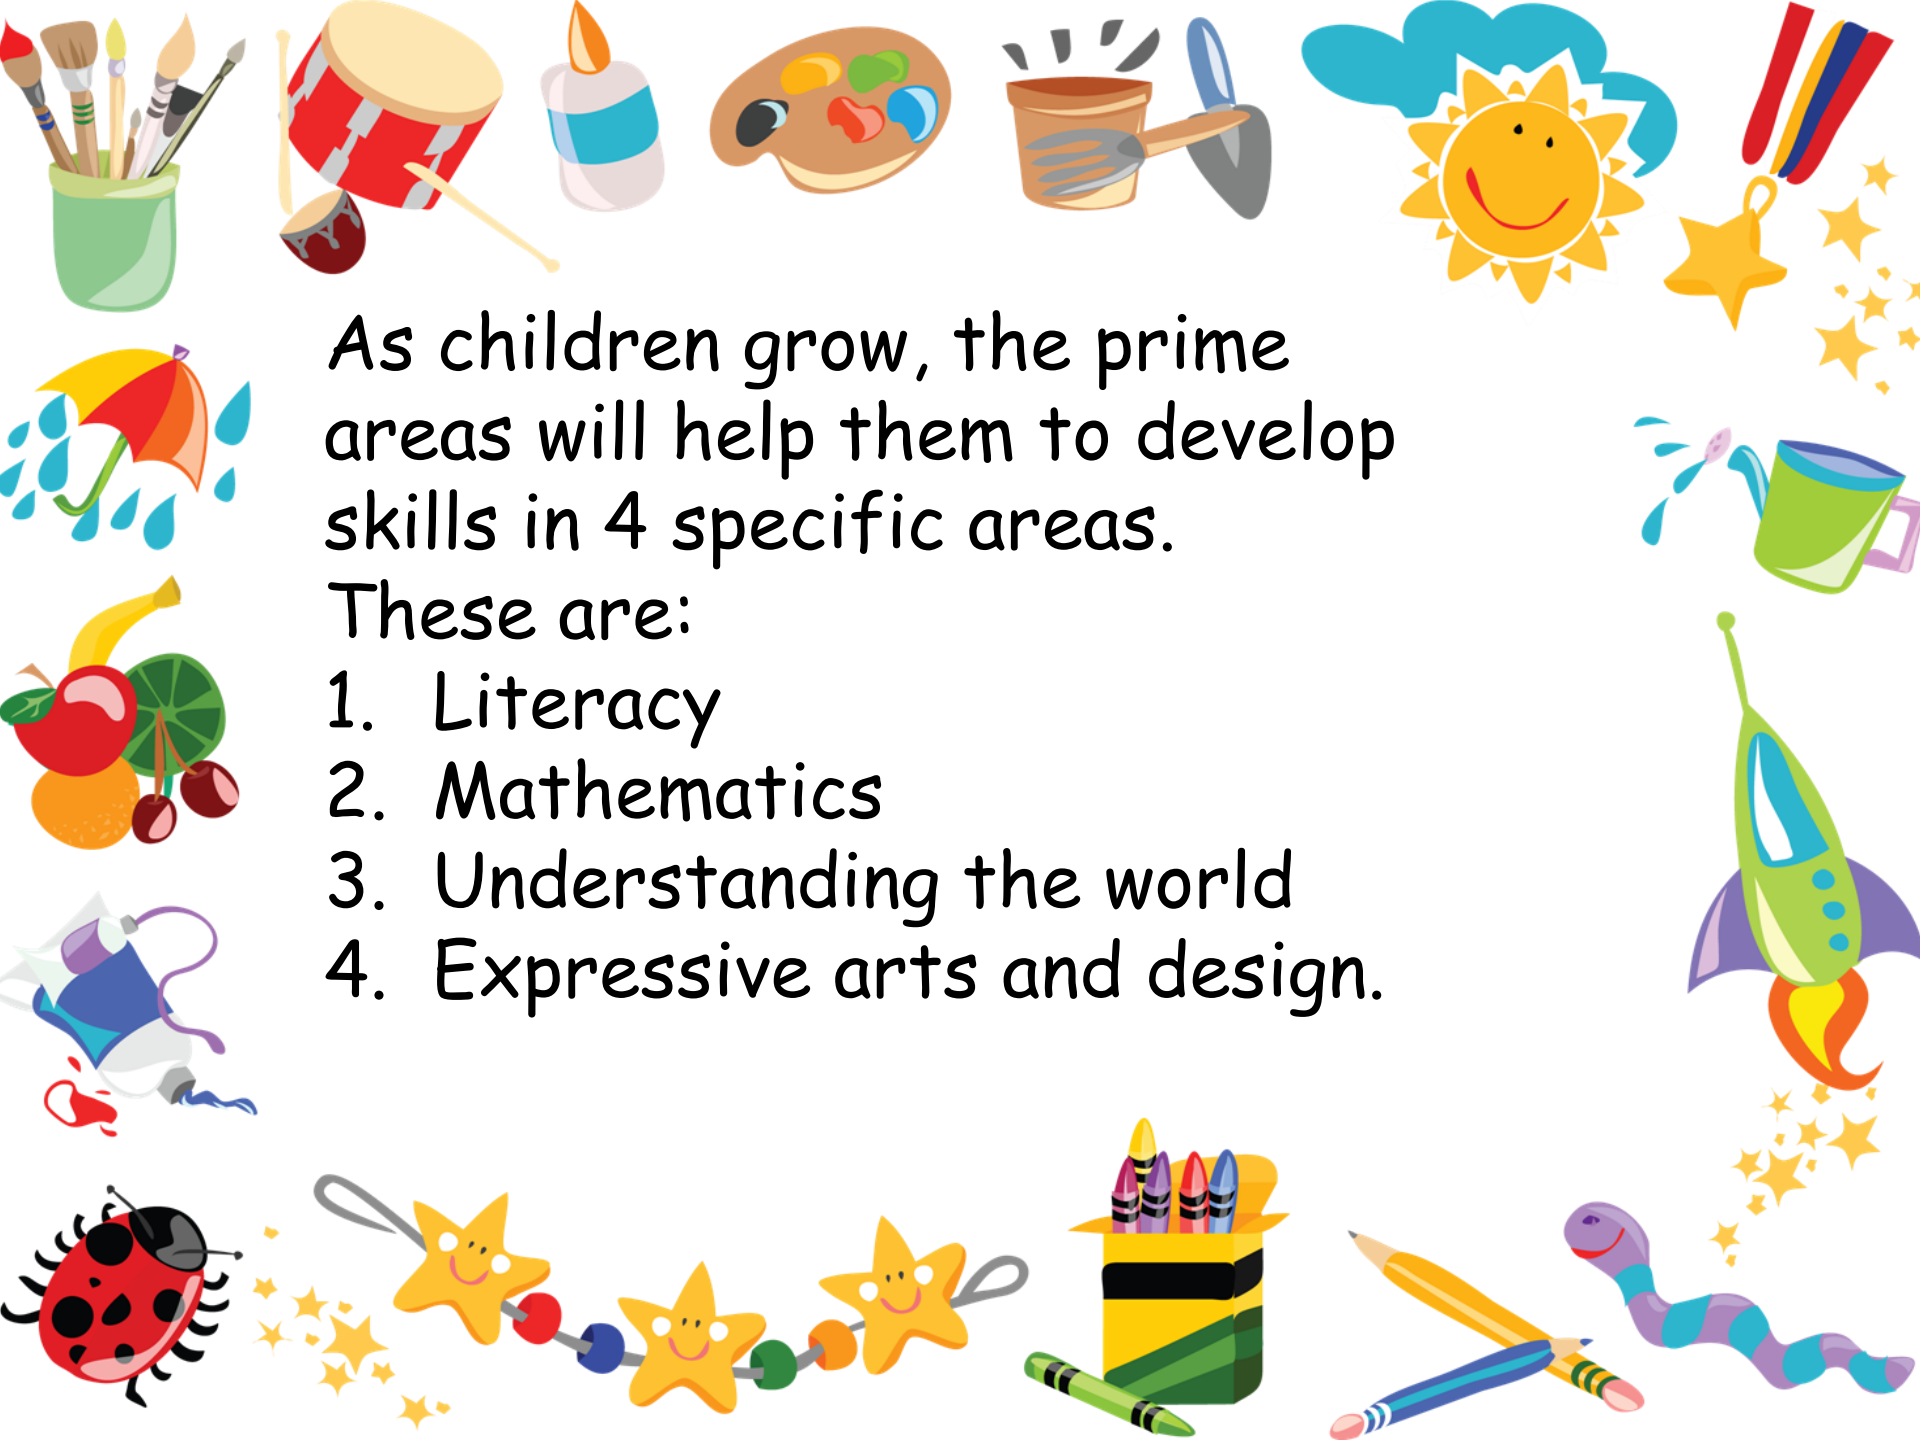 As children grow, the prime
areas will help them to develop
skills in 4 specific areas.
These are:
1. Literacy
2. Mathematics
3. Understanding the world
4. Expressive arts and design.